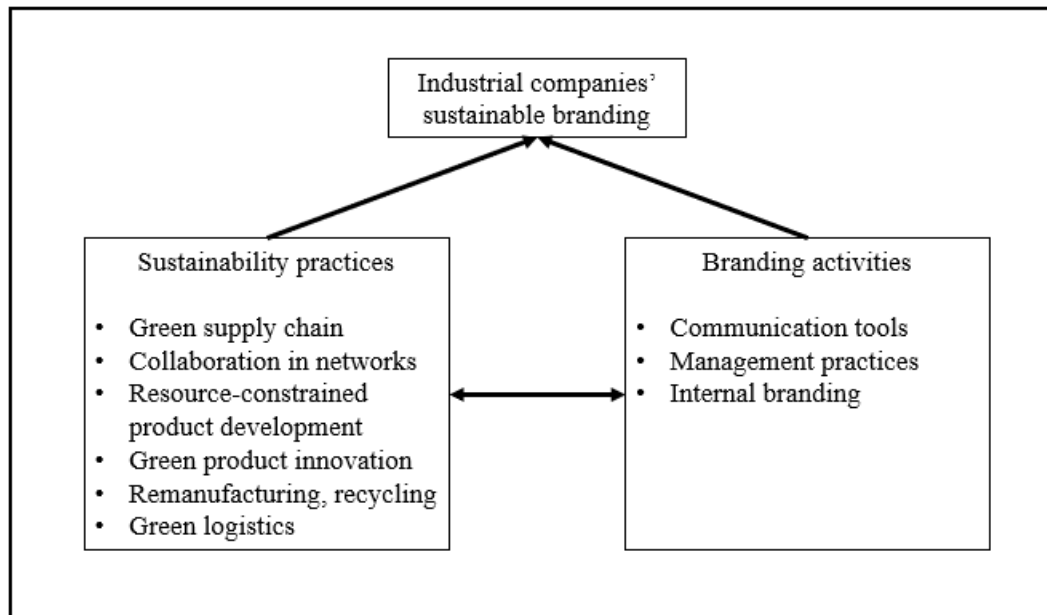 Industrial companies’
sustainable branding
Sustainability practices
• Green supply chain
• Collaboration in networks
• Resource-constrained
product development
• Green product innovation
• Remanufacturing, recycling
• Green logistics
Branding activities
• Communication tools
• Management practices
• Internal branding